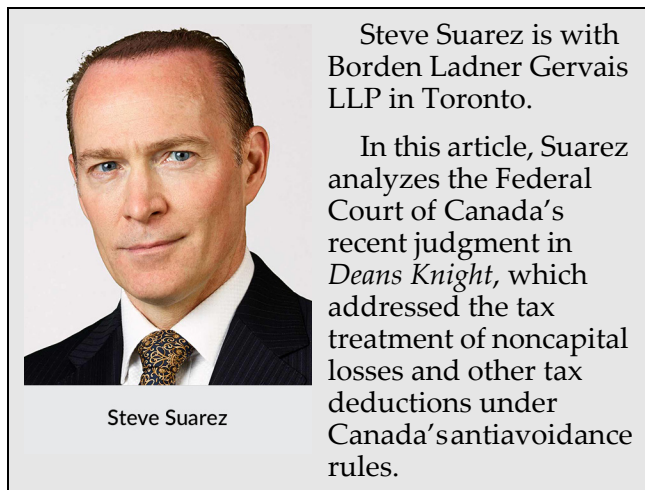 Steve Suarez is with
Borden Ladner Gervais
LLP in Toronto.
In this article, Suarez
analyzes the Federal
Court of Canada's
recent judgment in
Deans Knight, which
addressed the tax
treatment of noncapital
losses and other tax
deductions under
Canada'santiavoidance
rules.
Steve Suarez